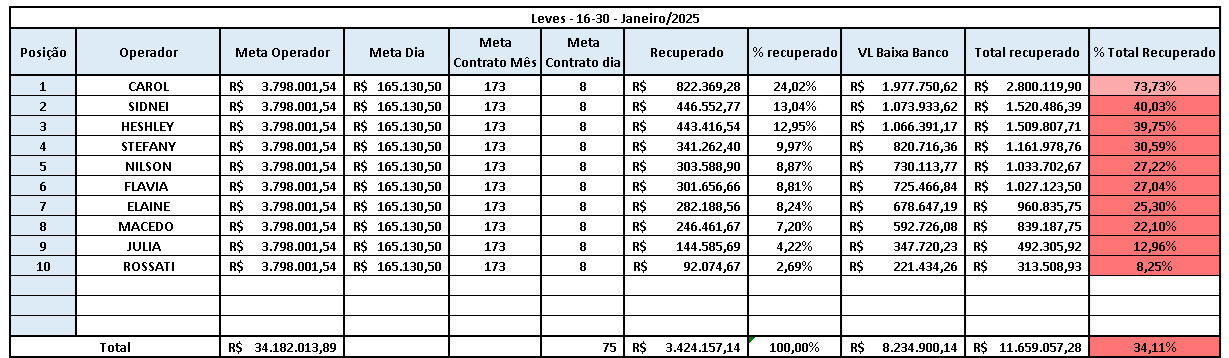 Leves - 16-30 - Janeiro/2025
Posição Operador Meta Operador Meta Dia Meta Contrato Mês Meta Contrato dia Recuperado % recuperado VL Baixa Banco Total recuperado % Total Recuperado
1 CAROL R$ 3.798.001,54 R$ 165.130,50 173 8 R$ 822.369,28 24,02% R$ 1.977.750,62 R$ 2.800.119,90 73,73%
2 SIDNEI R$ 3.798.001,54 R$ 165.130,50 173 8 R$ 446.552,77 13,04% R$ 1.073.933,62 R$ 1.520.486,39 40,03%
3 HESHLEY R$ 3.798.001,54 R$ 165.130,50 173 8 R$ 443.416,54 12,95% R$ 1.066.391,17 R$ 1.509.807,71 39,75%
4 STEFANY R$ 3.798.001,54 R$ 165.130,50 173 8 R$ 341.262,40 9,97% R$ 820.716,36 R$ 1.161.978,76 30,59%
5 NILSON R$ 3.798.001,54 R$ 165.130,50 173 8 R$ 303.588,90 8,87% R$ 730.113,77 R$ 1.033.702,67 27,22%
6 FLAVIA R$ 3.798.001,54 R$ 165.130,50 173 8 R$ 301.656,66 8,81% R$ 725.466,84 R$ 1.027.123,50 27,04%
7 ELAINE R$ 3.798.001,54 R$ 165.130,50 173 8 R$ 282.188,56 8,24% R$ 678.647,19 R$ 960.835,75 25,30%
8 MACEDO R$ 3.798.001,54 R$ 165.130,50 173 8 R$ 246.461,67 7,20% R$ 592.726,08 R$ 839.187,75 22,10%
9 JULIA R$ 3.798.001,54 R$ 165.130,50 173 8 R$ 144.585,69 4,22% R$ 347.720,23 R$ 492.305,92 12,96%
10 ROSSATI R$ 3.798.001,54 R$ 165.130,50 173 8 R$ 92.074,67 2,69% R$ 221.434,26 R$ 313.508,93 8,25%
Total R$ 34.182.013,89 75 R$ 3.424.157,14 100,00% R$ 8.234.900,14 R$ 11.659.057,28 34,11%